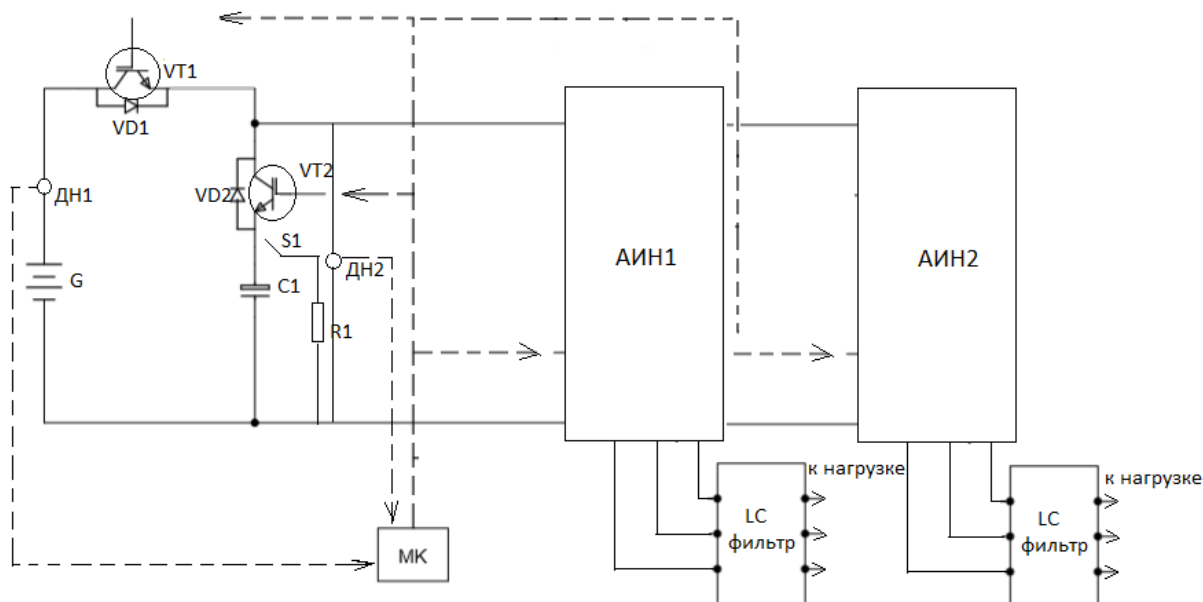 VT1
VD1
VT2
VD2
ДН1
S1
ДН2
G
C1
R1
АИН1
АИН2
МК
к нагрузке
LC
фильтр
к нагрузке
LC
фильтр